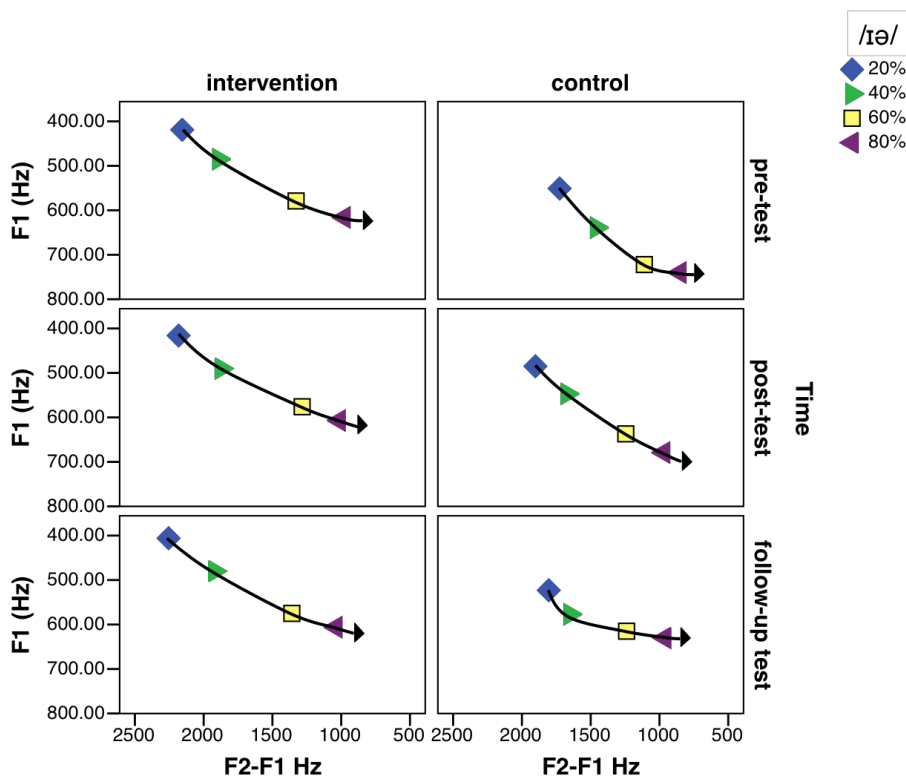 /ɪə/
20%
40%
60%
80%
intervention
control
400.00
500.00
600.00
700.00
800.00
F1 (Hz)
pre-test
400.00
500.00
600.00
700.00
800.00
F1 (Hz)
post-test
Time
400.00
500.00
600.00
700.00
800.00
F1 (Hz)
follow-up test
2500 2000 1500 1000 500
2500 2000 1500 1000 500
F2-F1 Hz
F2-F1 Hz